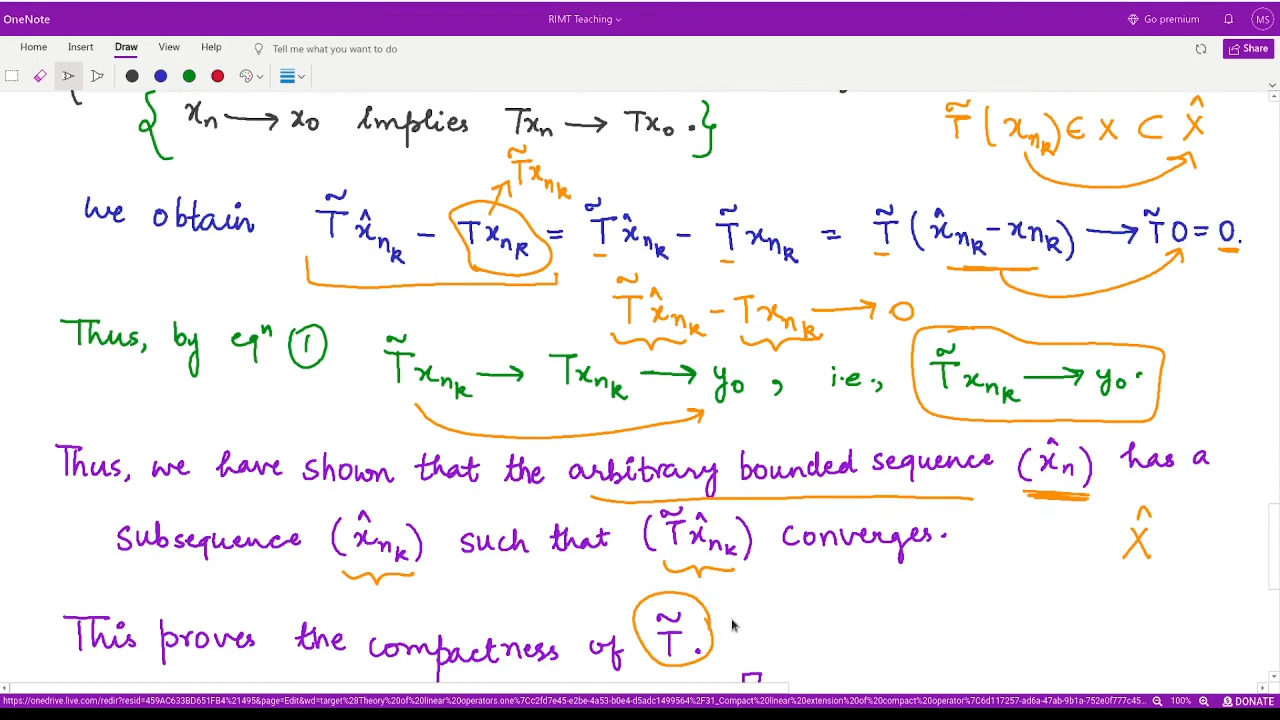 OneNote
RIMT Teaching
Go premium
MS
Home Insert Draw View Help Tell me what you want to do
Share
{ xₙ ⟶ x₀ implies Txₙ ⟶ Tx₀ . }
T̃(xₙₖ) ∈ X ⊂ X̂
T̃xₙₖ
We obtain T̃x̂ₙₖ - Txₙₖ = T̃x̂ₙₖ - T̃xₙₖ = T̃(x̂ₙₖ - xₙₖ) ⟶ T̃0 = 0.
T̃x̂ₙₖ - Txₙₖ ⟶ 0
Thus, by eqⁿ ① T̃xₙₖ ⟶ Txₙₖ ⟶ y₀ , i.e., T̃xₙₖ ⟶ y₀.
Thus, we have shown that the arbitrary bounded sequence (x̂ₙ) has a
subsequence (x̂ₙₖ) such that (T̃x̂ₙₖ) converges.
X̂
This proves the compactness of T̃.
100%
DONATE